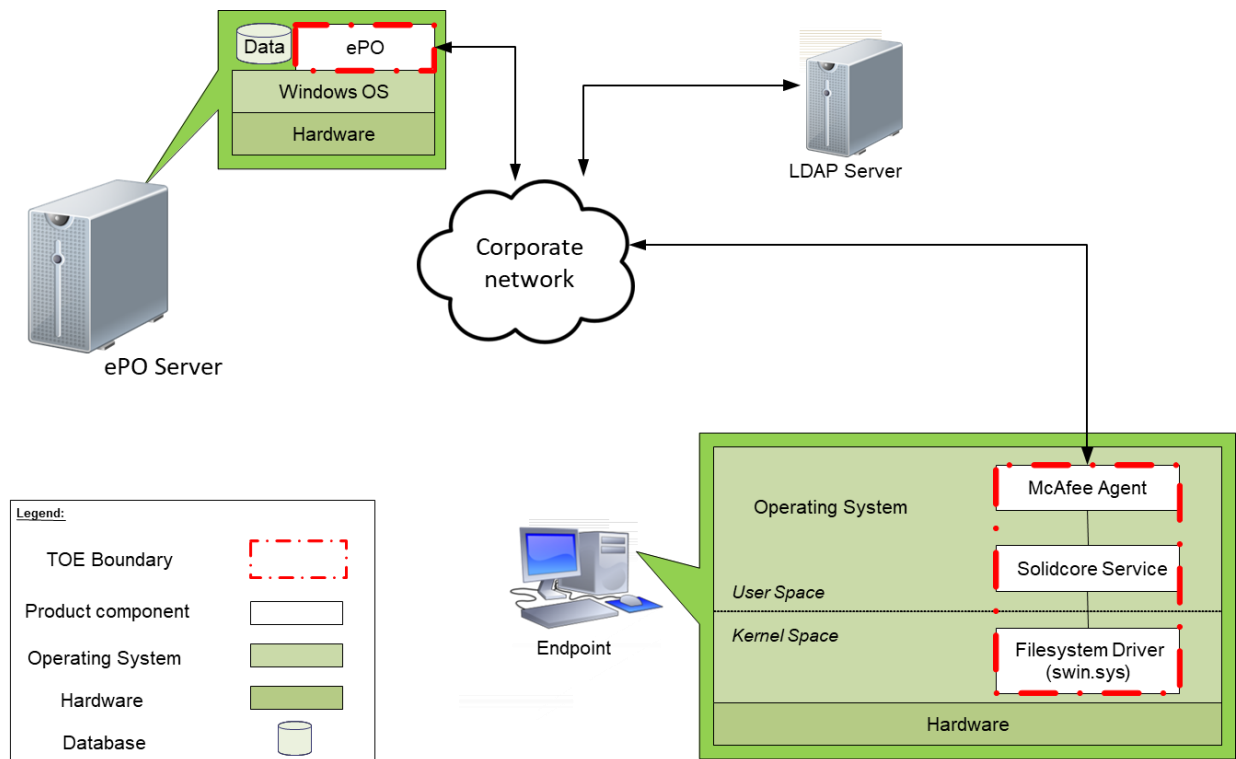 Data
ePO
Windows OS
Hardware
ePO Server
LDAP Server
Corporate
network
Legend:
TOE Boundary
Product component
Operating System
Hardware
Database
Endpoint
Operating System
User Space
Kernel Space
McAfee Agent
Solidcore Service
Filesystem Driver
(swin.sys)
Hardware